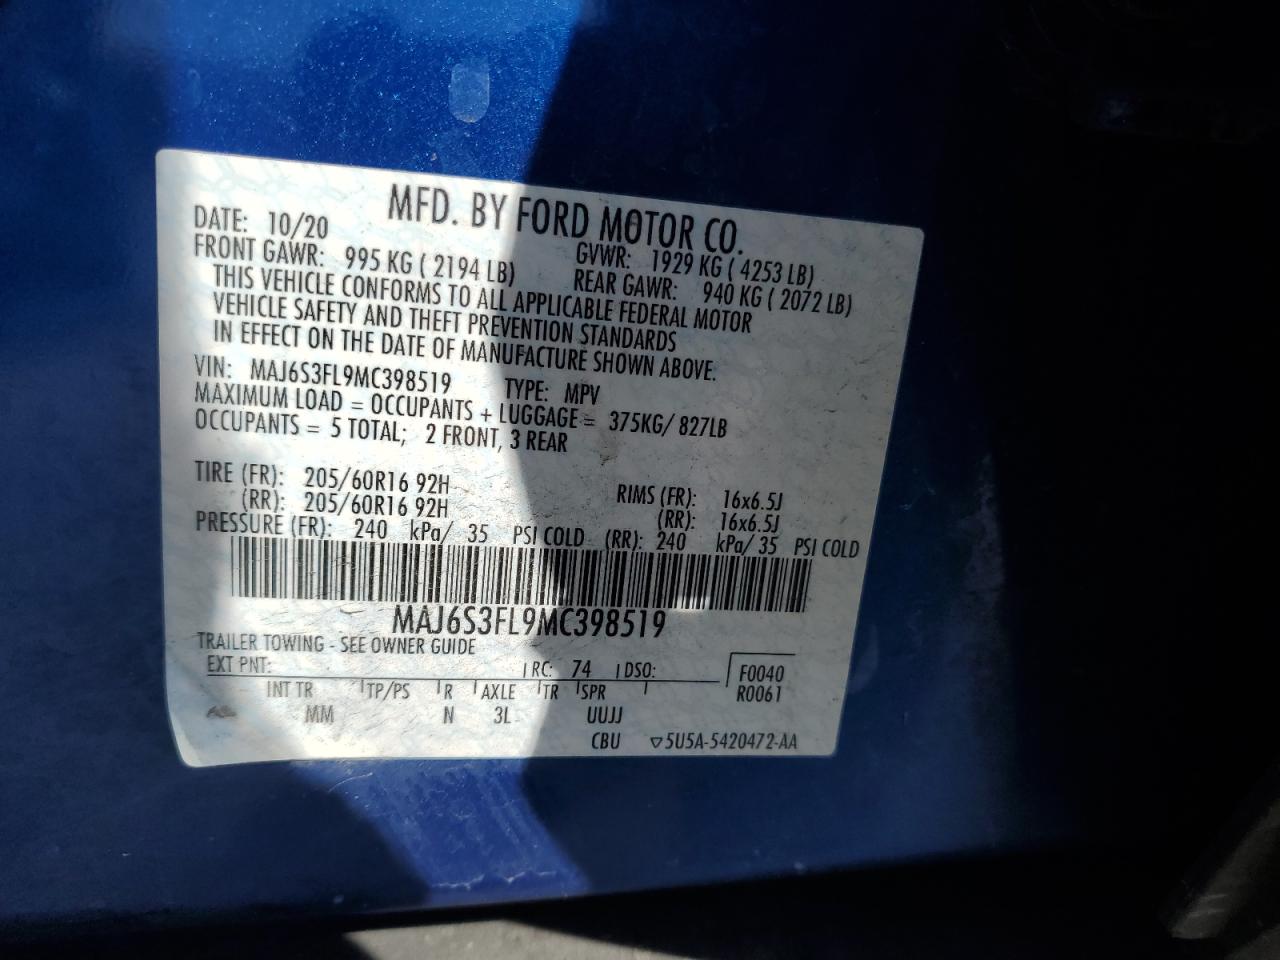 MFD. BY FORD MOTOR CO.
DATE: 10/20 GVWR: 1929 KG ( 4253 LB)
FRONT GAWR: 995 KG ( 2194 LB) REAR GAWR: 940 KG ( 2072 LB)
THIS VEHICLE CONFORMS TO ALL APPLICABLE FEDERAL MOTOR
VEHICLE SAFETY AND THEFT PREVENTION STANDARDS
IN EFFECT ON THE DATE OF MANUFACTURE SHOWN ABOVE.
VIN: MAJ6S3FL9MC398519 TYPE: MPV
MAXIMUM LOAD = OCCUPANTS + LUGGAGE = 375KG/ 827LB
OCCUPANTS = 5 TOTAL; 2 FRONT, 3 REAR
TIRE (FR): 205/60R16 92H RIMS (FR): 16x6.5J
(RR): 205/60R16 92H (RR): 16x6.5J
PRESSURE (FR): 240 kPa/ 35 PSI COLD (RR): 240 kPa/ 35 PSI COLD
MAJ6S3FL9MC398519
TRAILER TOWING - SEE OWNER GUIDE
EXT PNT: RC: 74 DSO: F0040
R0061
INT TR TP/PS R AXLE TR SPR
MM N 3L UUJJ
CBU 5U5A-5420472-AA